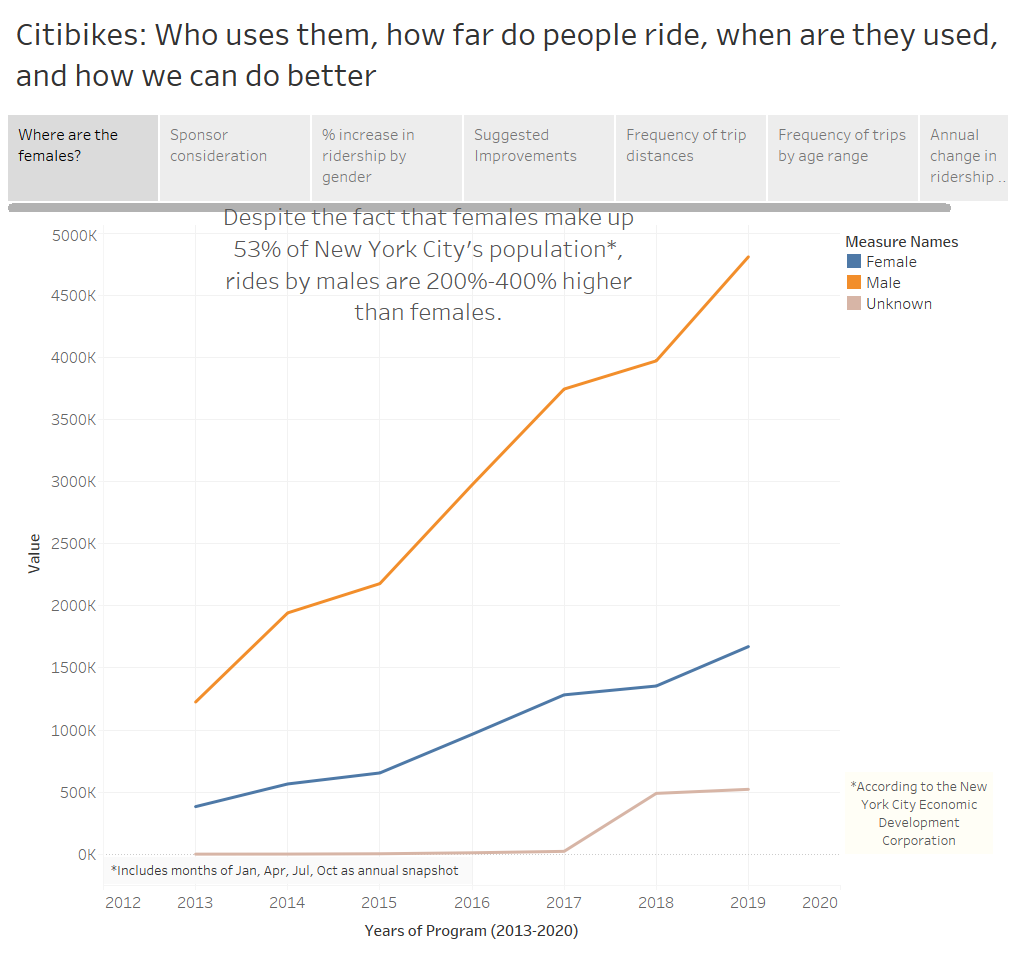 Citibikes: Who uses them, how far do people ride, when are they used,
and how we can do better
Where are the
females?
Sponsor
consideration
% increase in
ridership by
gender
Suggested
Improvements
Frequency of trip
distances
Frequency of trips
by age range
Annual
change in
ridership ..
Despite the fact that females make up
53% of New York City’s population*,
rides by males are 200%-400% higher
than females.
Measure Names
Female
Male
Unknown
5000K
4500K
4000K
3500K
3000K
2500K
2000K
1500K
1000K
500K
0K
Value
*According to the New
York City Economic
Development
Corporation
*Includes months of Jan, Apr, Jul, Oct as annual snapshot
2012 2013 2014 2015 2016 2017 2018 2019 2020
Years of Program (2013-2020)